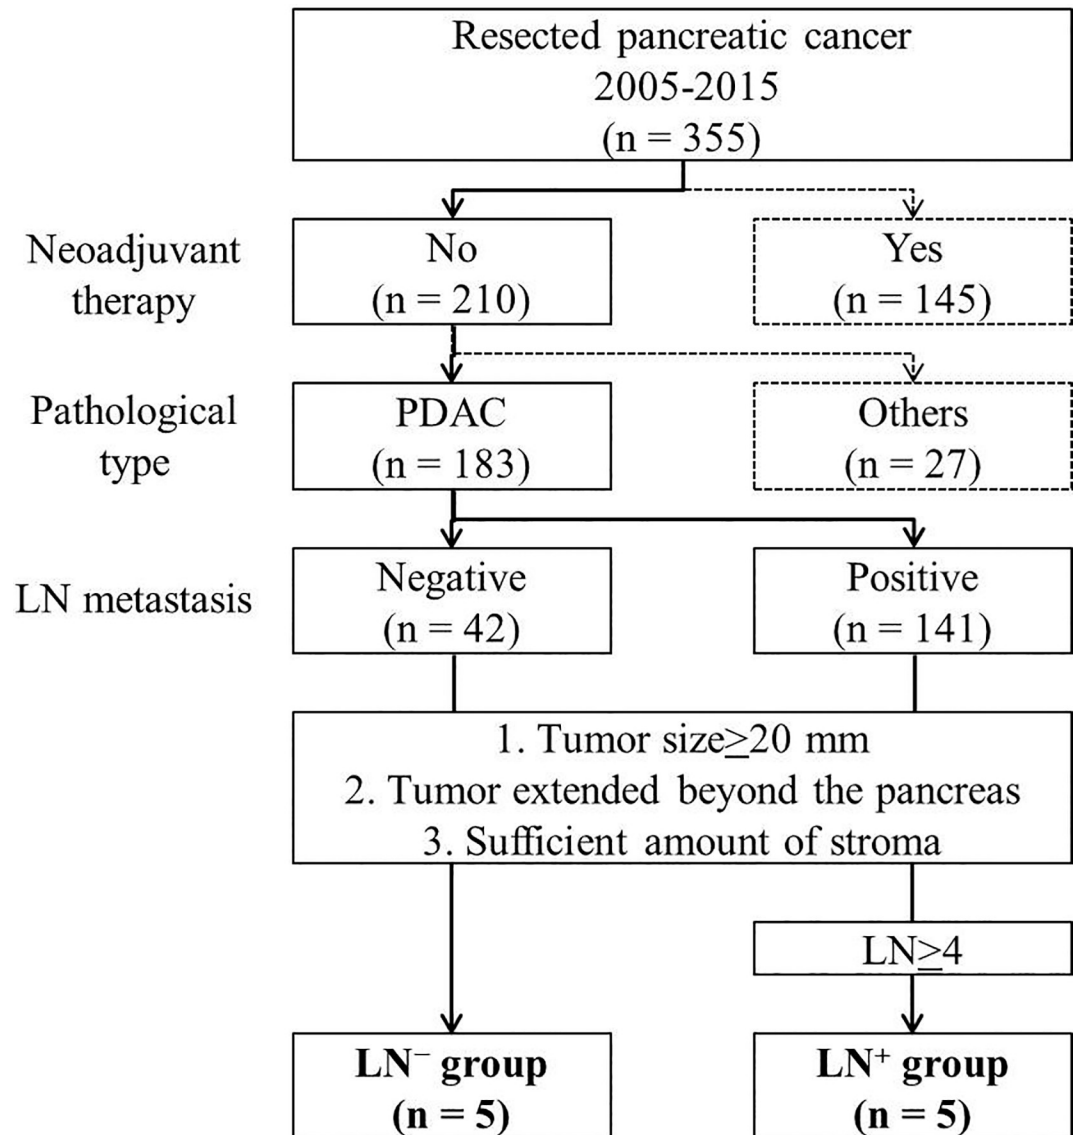 Resected pancreatic cancer
2005-2015
(n = 355)
Neoadjuvant
therapy
No
(n = 210)
Yes
(n = 145)
Pathological
type
PDAC
(n = 183)
Others
(n = 27)
LN metastasis
Negative
(n = 42)
Positive
(n = 141)
1. Tumor size≥20 mm
2. Tumor extended beyond the pancreas
3. Sufficient amount of stroma
LN≥4
LN⁻ group
(n = 5)
LN⁺ group
(n = 5)